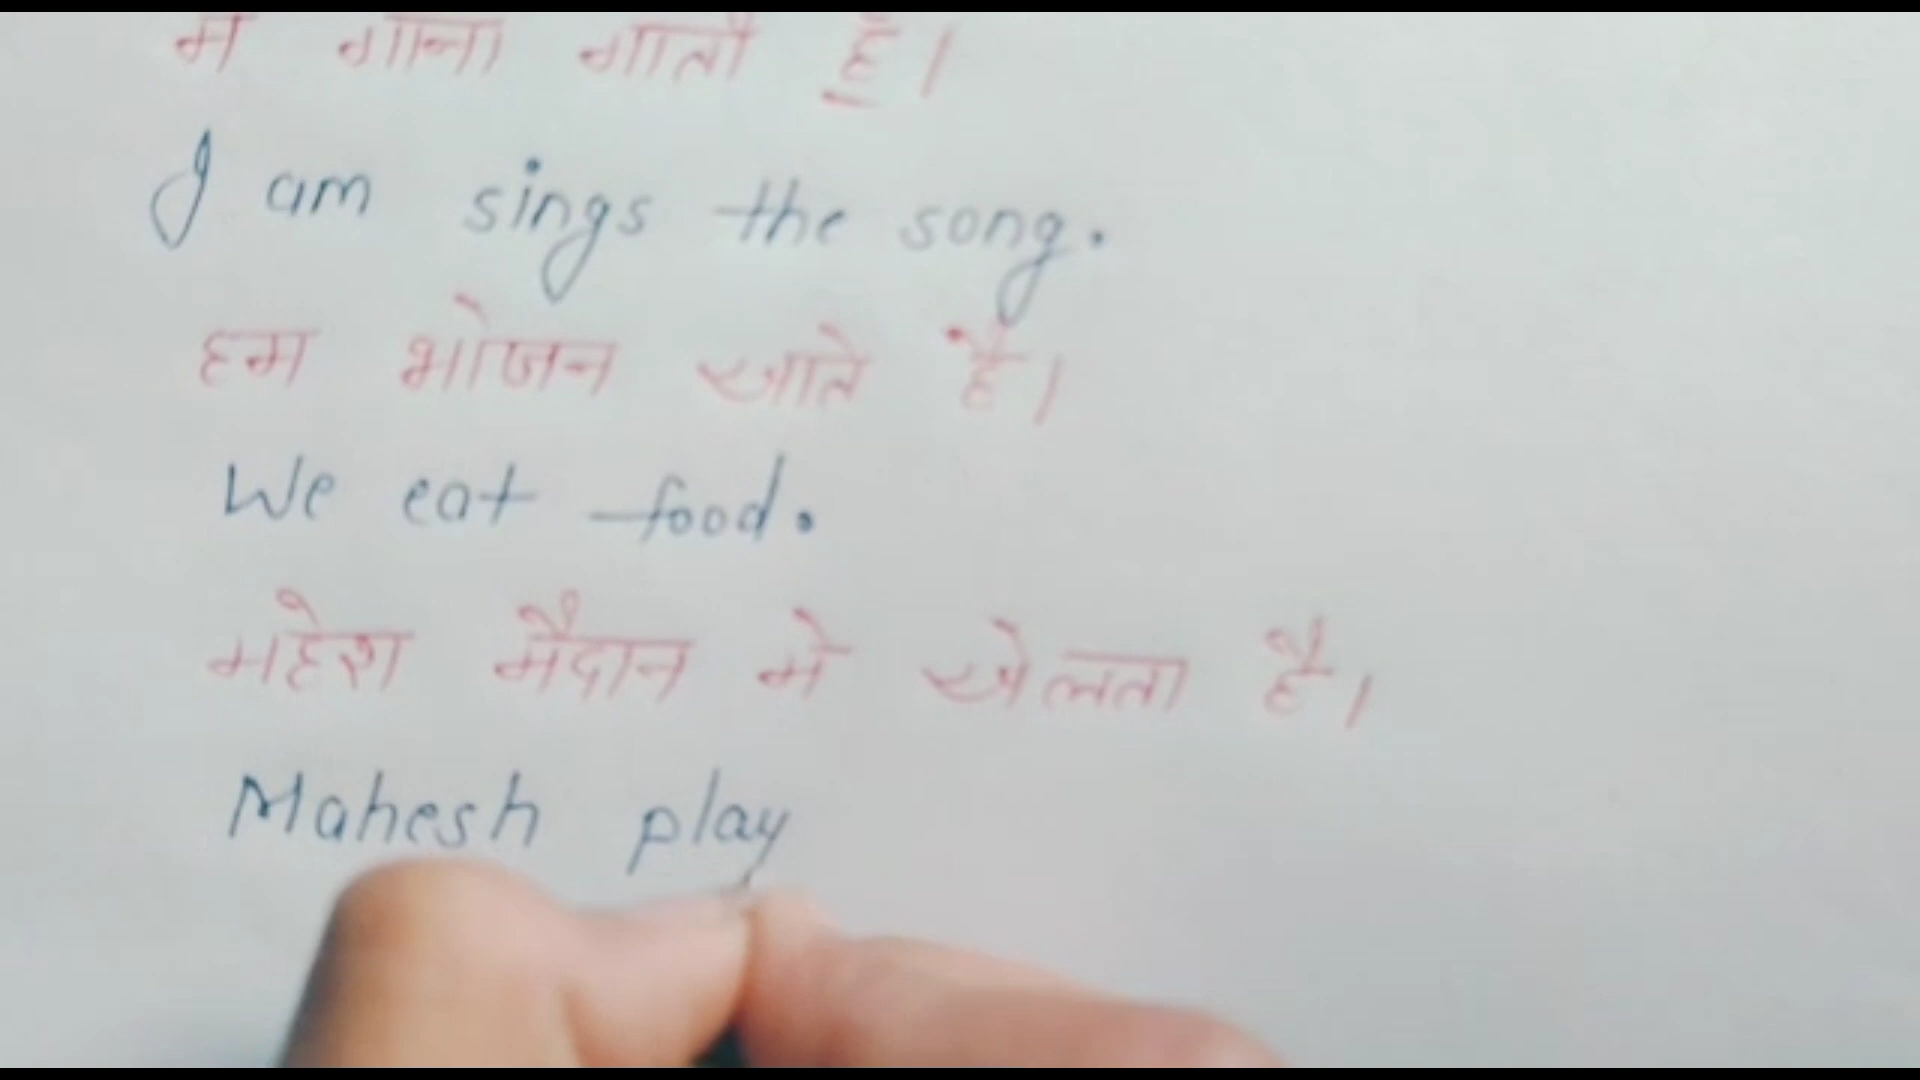 मै गाना गाता हूँ।
I am sings the song.
हम भोजन खाते है।
We eat food.
महेश मैदान मे खेलता है।
Mahesh play